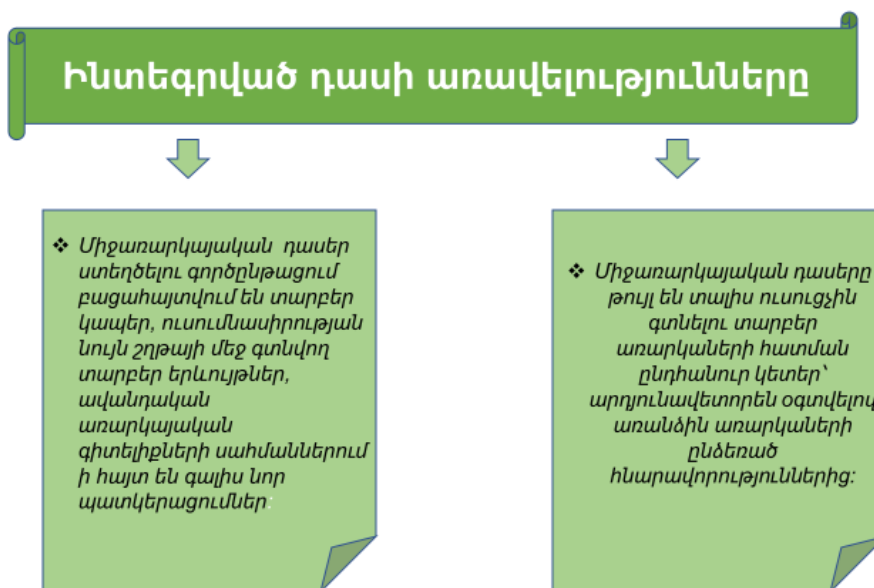 Ինտեգրված դասի առավելությունները
❖ Միջառարկայական դասեր
ստեղծելու գործընթացում
բացահայտվում են տարբեր
կապեր, ուսումնասիրության
նույն շղթայի մեջ գտնվող
տարբեր երևույթներ,
ավանդական
առարկայական
գիտելիքների սահմաններում
ի հայտ են գալիս նոր
պատկերացումներ:
❖ Միջառարկայական դասերը
թույլ են տալիս ուսուցչին
գտնելու տարբեր
առարկաների հատման
ընդհանուր կետեր՝
արդյունավետորեն օգտվելով
առանձին առարկաների
ընձեռած
հնարավորություններից: